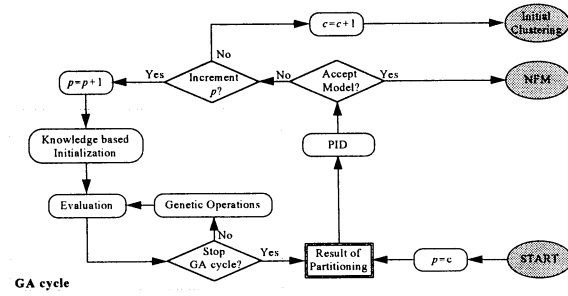 c=c+1
Initial
Clustering
No
Yes
Increment
p?
No
Accept
Model?
Yes
NFM
p=p+1
Knowledge based
Initialization
PID
Evaluation
Genetic Operations
No
Stop
GA cycle?
Yes
Result of
Partitioning
p=c
START
GA cycle